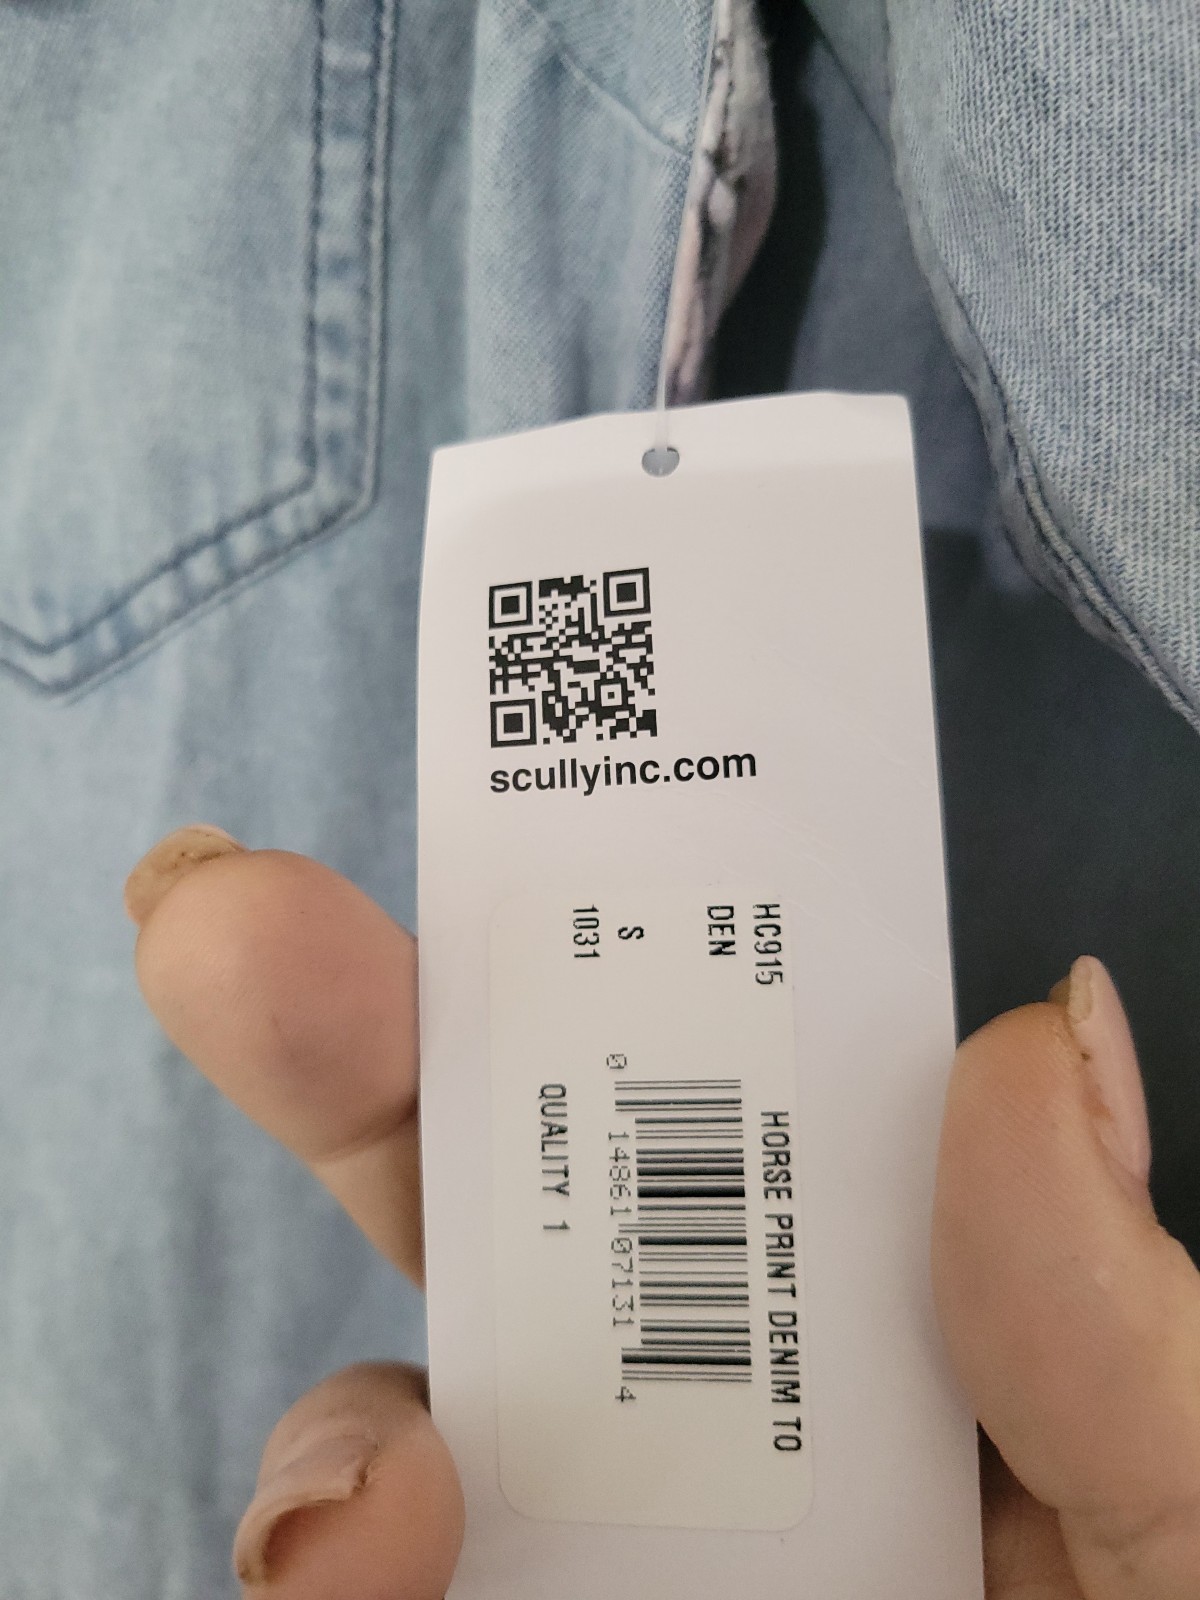 scullyinc.com
HC915
HORSE PRINT DENIM TO
DEN
S
0 14861 07131 4
1031
QUALITY 1